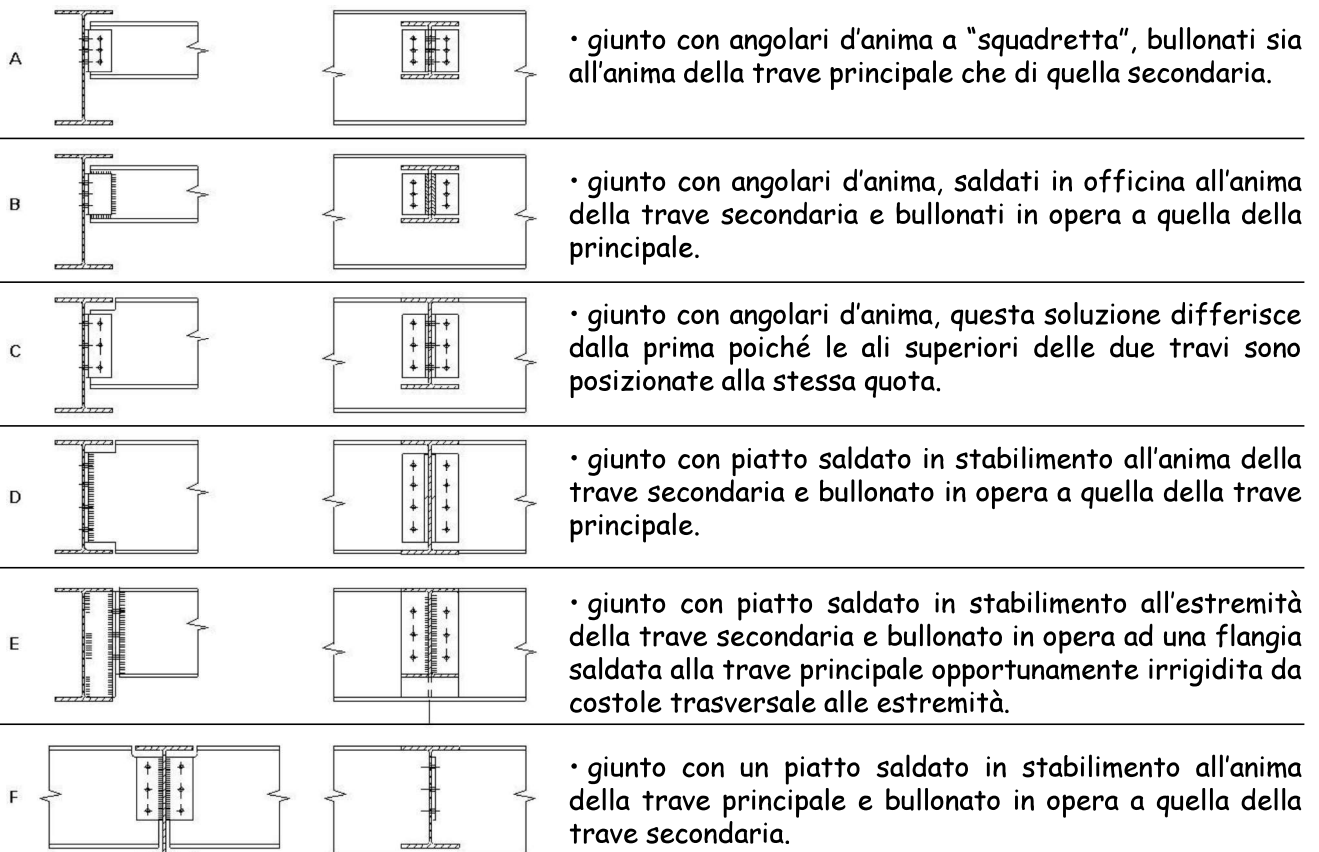 A
• giunto con angolari d'anima a "squadretta", bullonati sia
all'anima della trave principale che di quella secondaria.
B
• giunto con angolari d'anima, saldati in officina all'anima
della trave secondaria e bullonati in opera a quella della
principale.
C
• giunto con angolari d'anima, questa soluzione differisce
dalla prima poiché le ali superiori delle due travi sono
posizionate alla stessa quota.
D
• giunto con piatto saldato in stabilimento all'anima della
trave secondaria e bullonato in opera a quella della trave
principale.
E
• giunto con piatto saldato in stabilimento all'estremità
della trave secondaria e bullonato in opera ad una flangia
saldata alla trave principale opportunamente irrigidita da
costole trasversale alle estremità.
F
• giunto con un piatto saldato in stabilimento all'anima
della trave principale e bullonato in opera a quella della
trave secondaria.